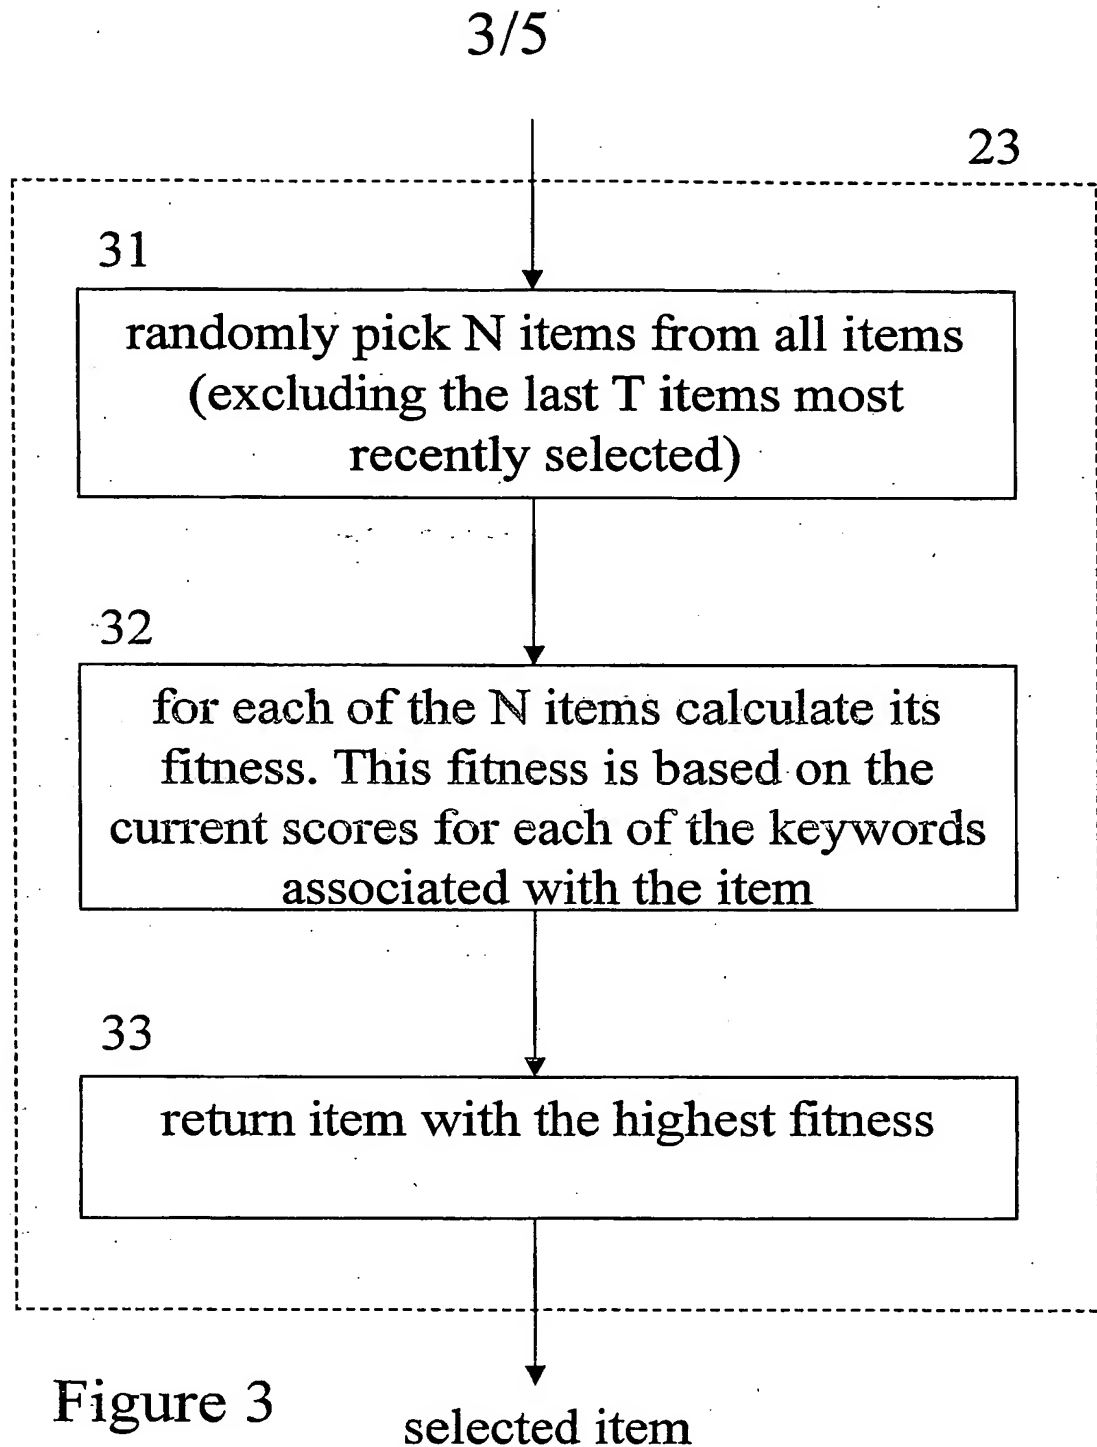 3/5
23
31
randomly pick N items from all items
(excluding the last T items most
recently selected)
32
for each of the N items calculate its
fitness. This fitness is based on the
current scores for each of the keywords
associated with the item
33
return item with the highest fitness
Figure 3
selected item